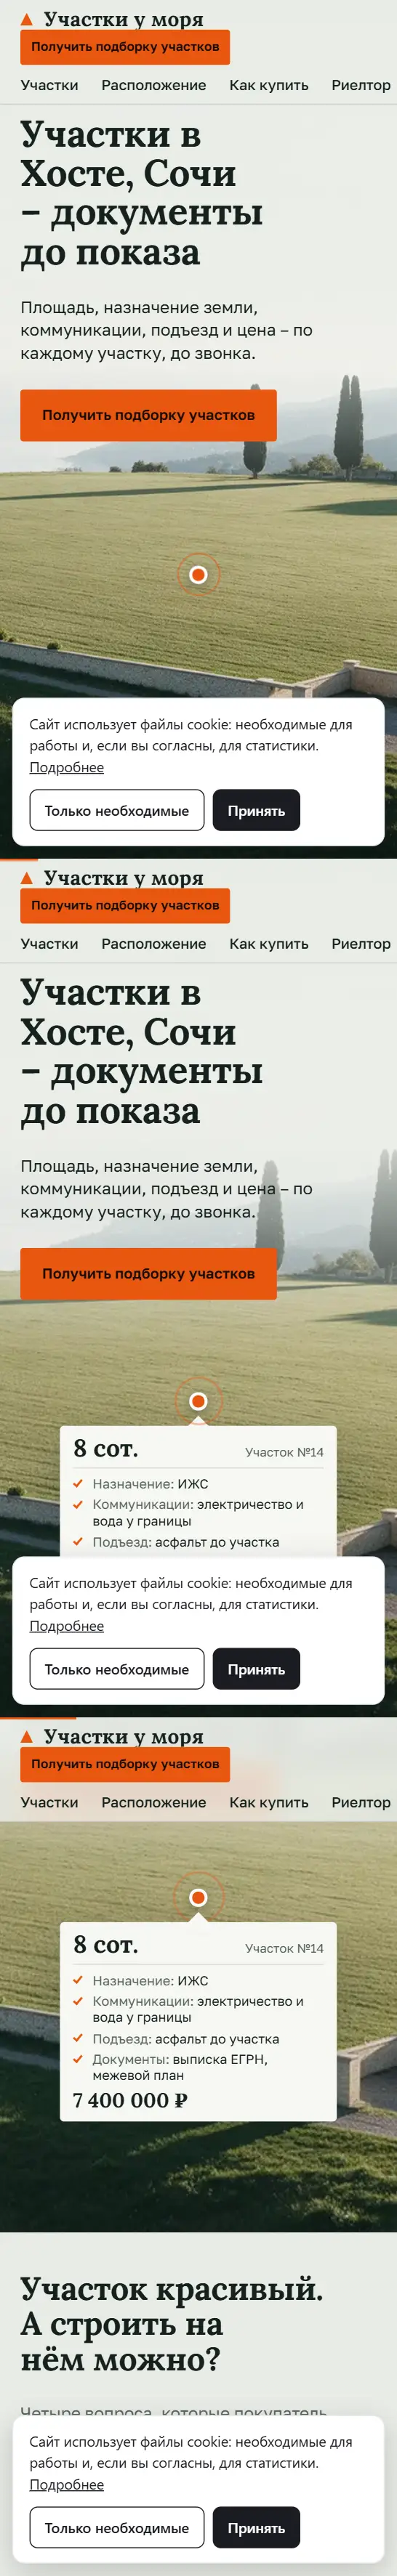 Участки у моря
Получить подборку участков
Участки Расположение Как купить Риелтор
Участки в
Хосте, Сочи
– документы
до показа
Площадь, назначение земли,
коммуникации, подъезд и цена – по
каждому участку, до звонка.
Получить подборку участков
Сайт использует файлы cookie: необходимые для
работы и, если вы согласны, для статистики.
Подробнее
Только необходимые Принять
Участки у моря
Получить подборку участков
Участки Расположение Как купить Риелтор
Участки в
Хосте, Сочи
– документы
до показа
Площадь, назначение земли,
коммуникации, подъезд и цена – по
каждому участку, до звонка.
Получить подборку участков
8 сот. Участок №14
Назначение: ИЖС
Коммуникации: электричество и
вода у границы
Подъезд: асфальт до участка
Сайт использует файлы cookie: необходимые для
работы и, если вы согласны, для статистики.
Подробнее
Только необходимые Принять
Участки у моря
Получить подборку участков
Участки Расположение Как купить Риелтор
8 сот. Участок №14
Назначение: ИЖС
Коммуникации: электричество и
вода у границы
Подъезд: асфальт до участка
Документы: выписка ЕГРН,
межевой план
7 400 000 ₽
Участок красивый.
А строить на
нём можно?
Четыре вопроса, которые покупатель
Сайт использует файлы cookie: необходимые для
работы и, если вы согласны, для статистики.
Подробнее
Только необходимые Принять